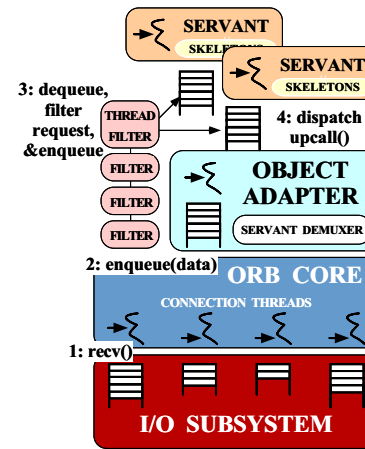 SERVANT
SKELETONS
SERVANT
SKELETONS
3: dequeue,
filter
request,
&enqueue
THREAD
FILTER
FILTER
FILTER
FILTER
4: dispatch
upcall()
OBJECT
ADAPTER
SERVANT DEMUXER
2: enqueue(data)
ORB CORE
CONNECTION THREADS
1: recv()
I/O SUBSYSTEM